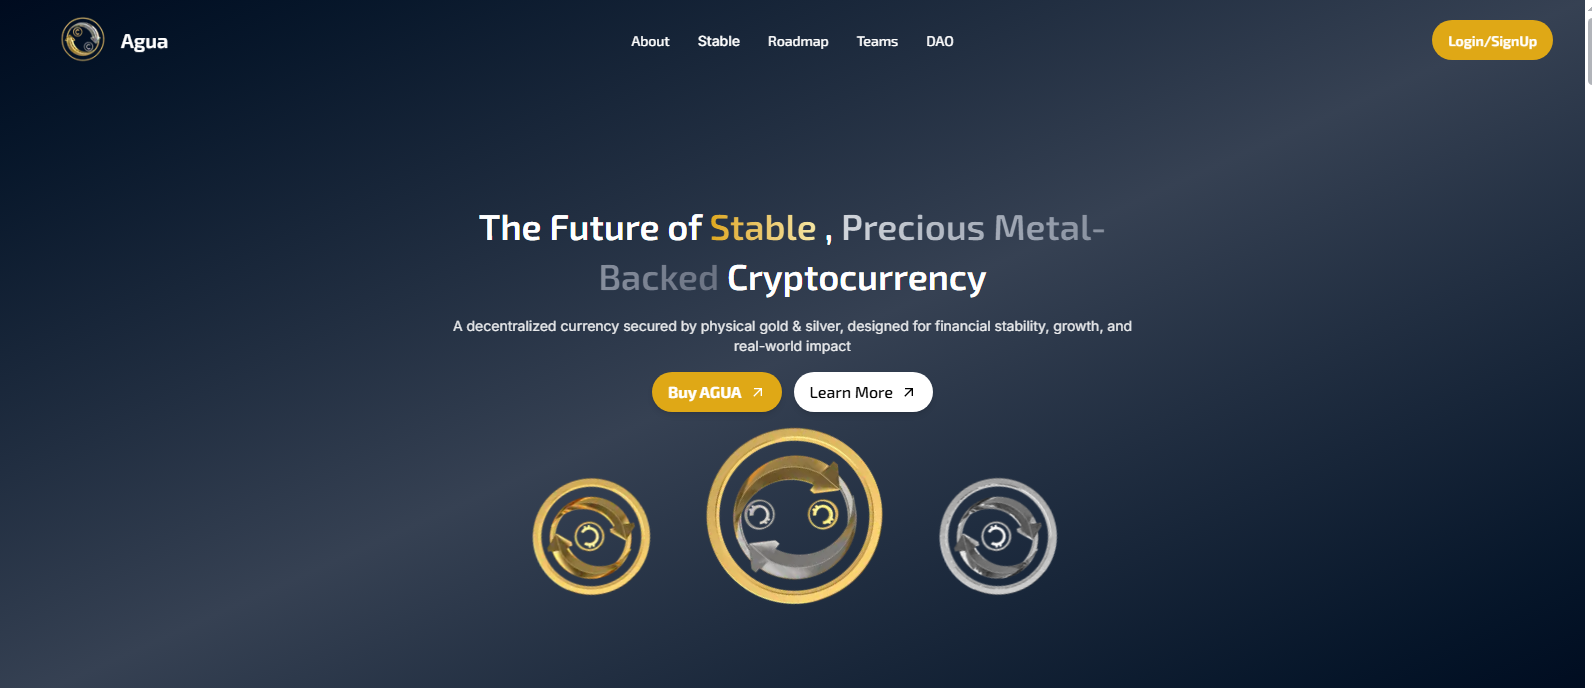 Agua
About Stable Roadmap Teams DAO
Login/SignUp
The Future of Stable , Precious Metal-
Backed Cryptocurrency
A decentralized currency secured by physical gold & silver, designed for financial stability, growth, and
real-world impact
Buy AGUA
Learn More